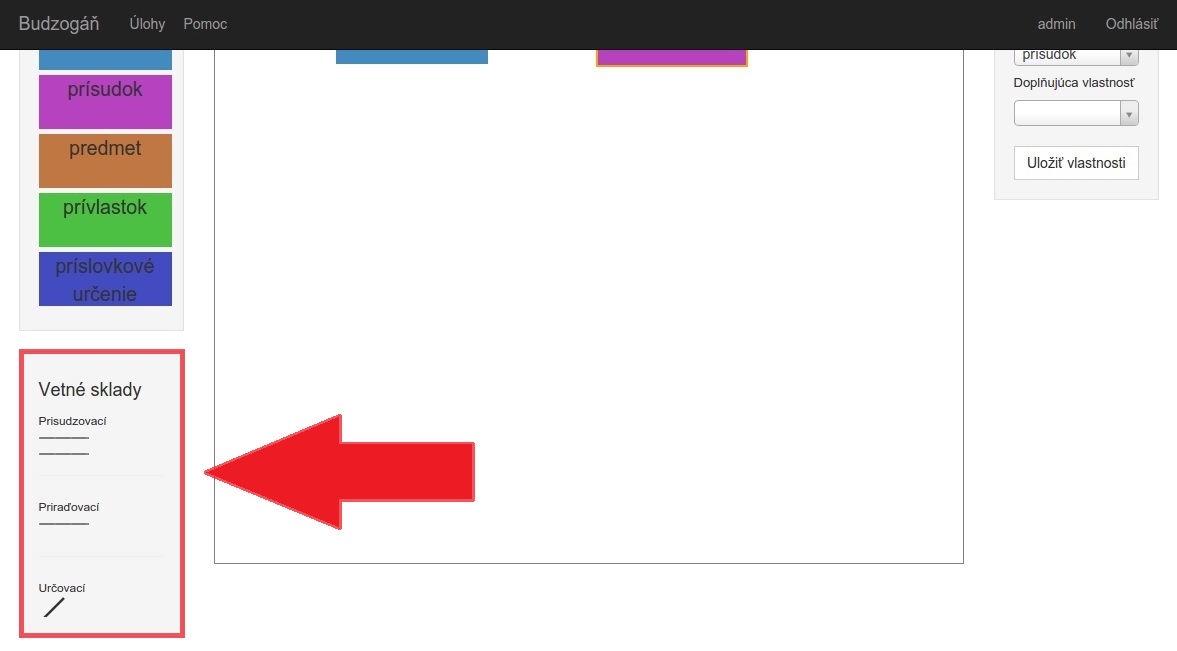 Budzogáň Úlohy Pomoc admin Odhlásiť
prísudok
predmet
prívlastok
príslovkové
určenie
Vetné sklady
Prisudzovací
Priraďovací
Určovací
prísudok
Doplňujúca vlastnosť
Uložiť vlastnosti